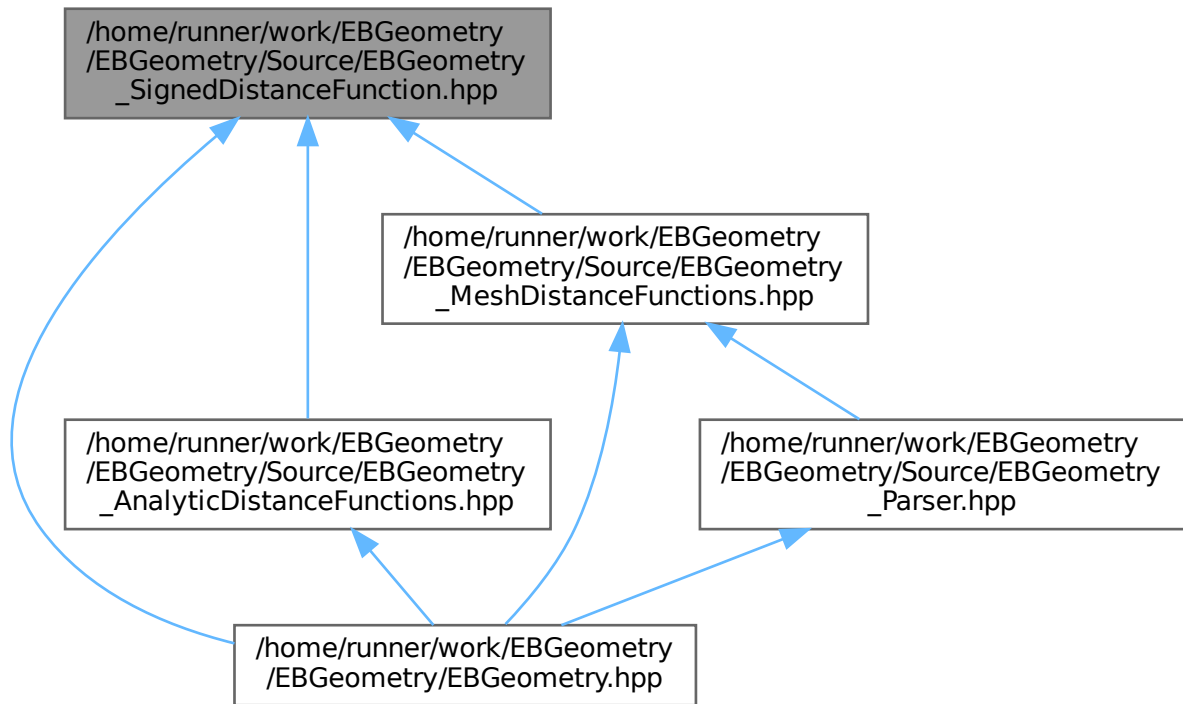 /home/runner/work/EBGeometry
/EBGeometry/Source/EBGeometry
_SignedDistanceFunction.hpp
/home/runner/work/EBGeometry
/EBGeometry/Source/EBGeometry
_MeshDistanceFunctions.hpp
/home/runner/work/EBGeometry
/EBGeometry/Source/EBGeometry
_AnalyticDistanceFunctions.hpp
/home/runner/work/EBGeometry
/EBGeometry/Source/EBGeometry
_Parser.hpp
/home/runner/work/EBGeometry
/EBGeometry/EBGeometry.hpp